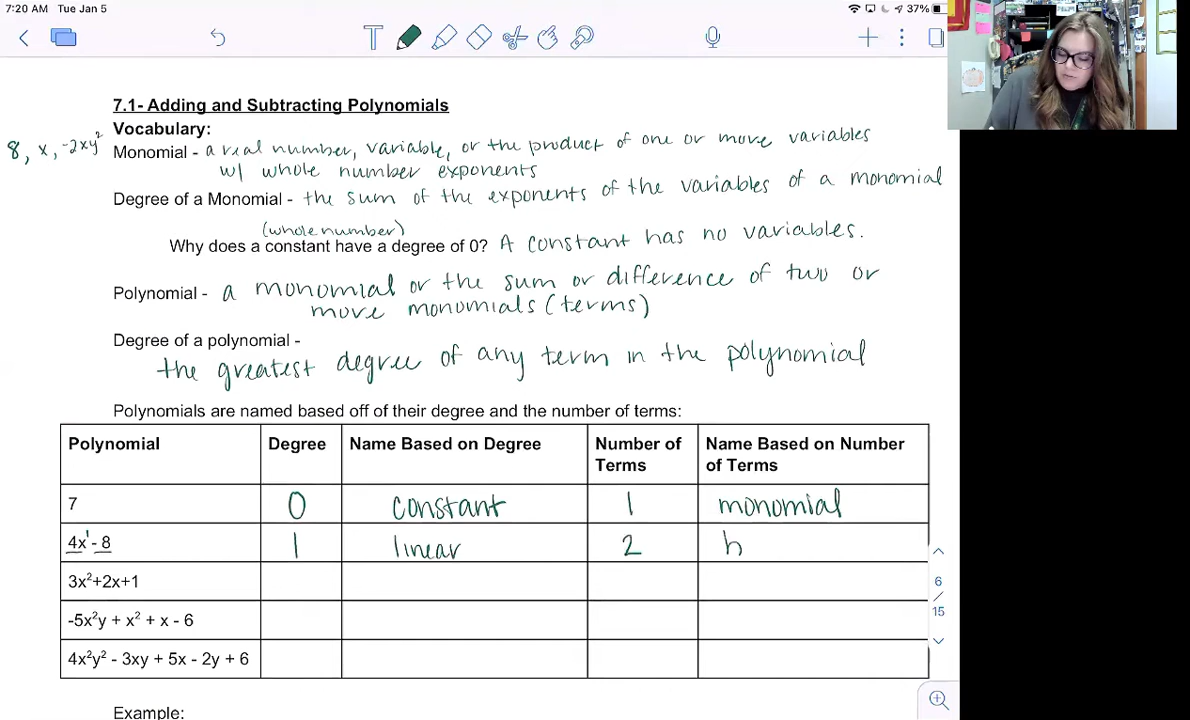 7:20 AM Tue Jan 5
37%
7.1- Adding and Subtracting Polynomials
Vocabulary:
8, x, -2xy²
Monomial - a real number, variable, or the product of one or more variables
w/ whole number exponents
Degree of a Monomial - the sum of the exponents of the variables of a monomial
(whole number)
Why does a constant have a degree of 0? A constant has no variables.
Polynomial - a monomial or the sum or difference of two or
more monomials (terms)
Degree of a polynomial -
the greatest degree of any term in the polynomial
Polynomials are named based off of their degree and the number of terms:
Polynomial Degree Name Based on Degree Number of Terms Name Based on Number of Terms
7 0 constant 1 monomial
4x¹ - 8 1 linear 2 b
3x²+2x+1
-5x²y + x² + x - 6
4x²y² - 3xy + 5x - 2y + 6
Example:
6
/
15